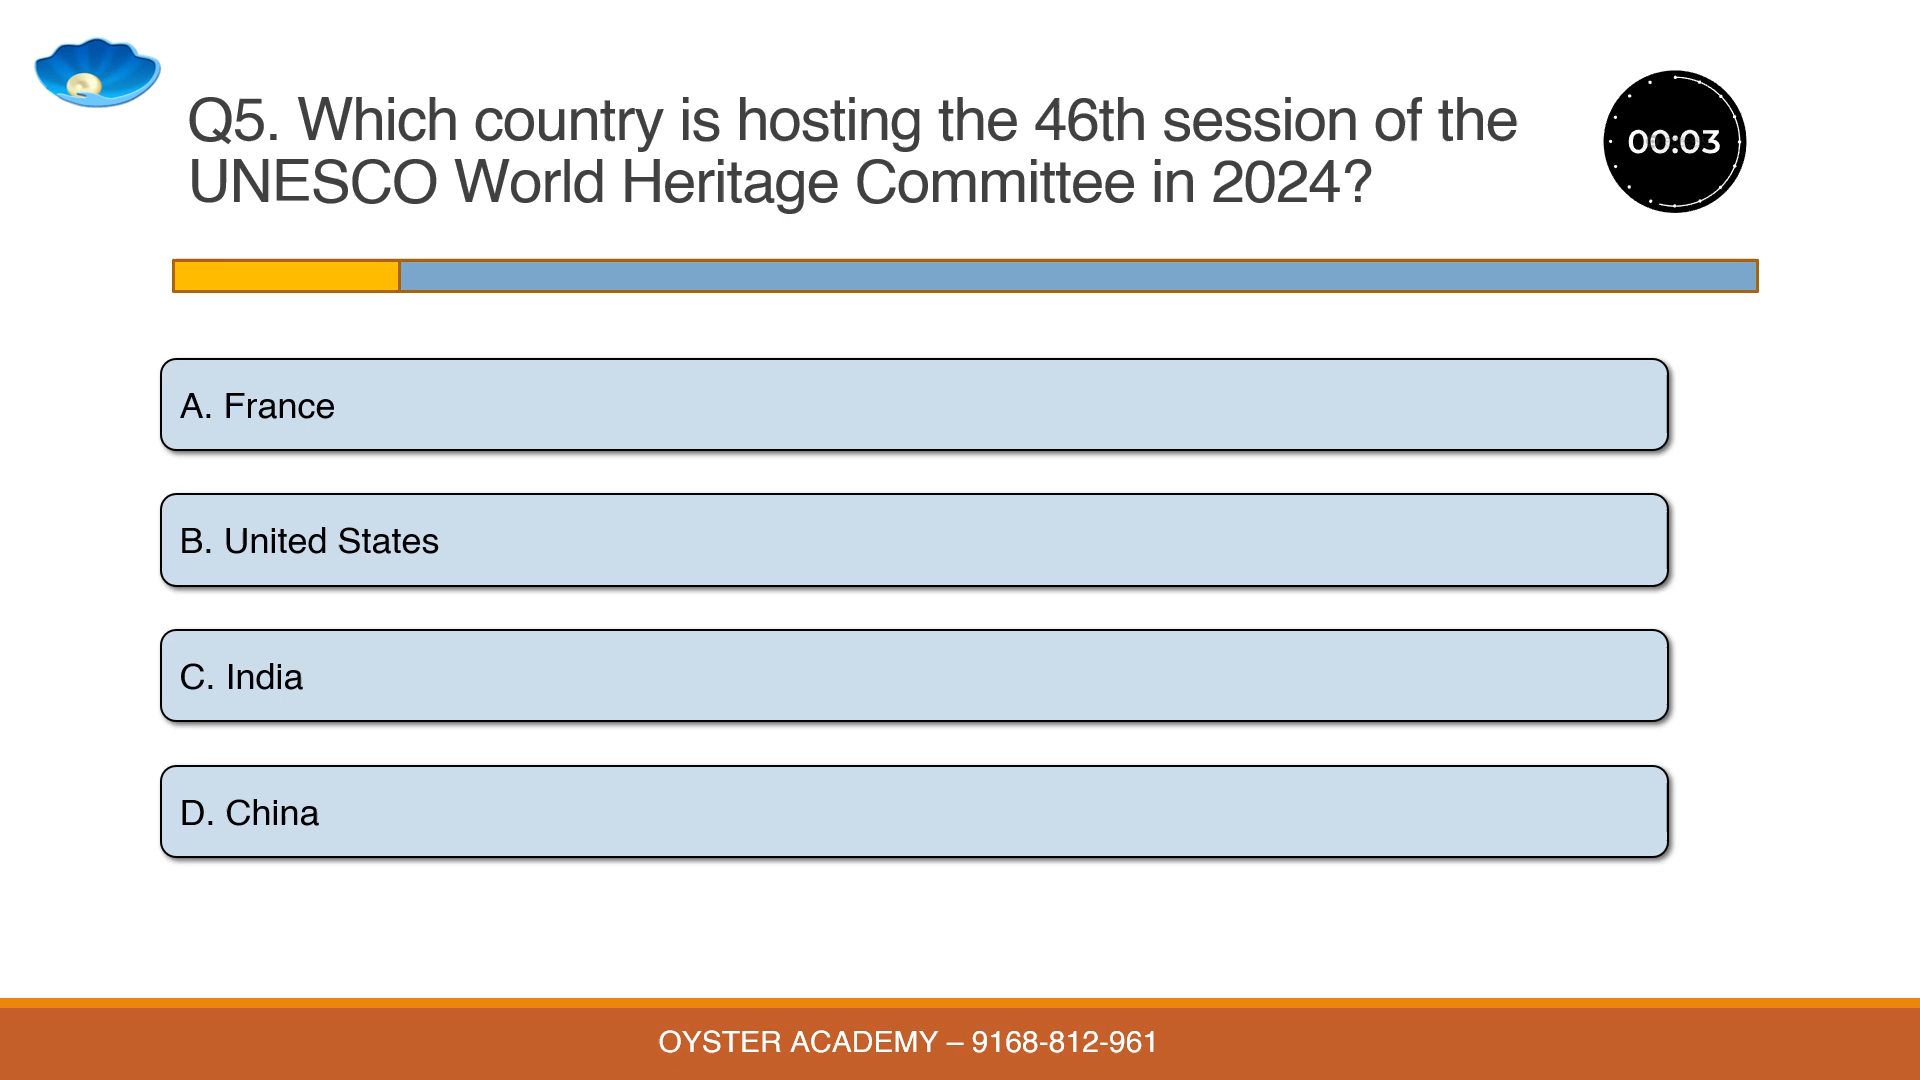 Q5. Which country is hosting the 46th session of the
UNESCO World Heritage Committee in 2024?
00:03
A. France
B. United States
C. India
D. China
OYSTER ACADEMY – 9168-812-961